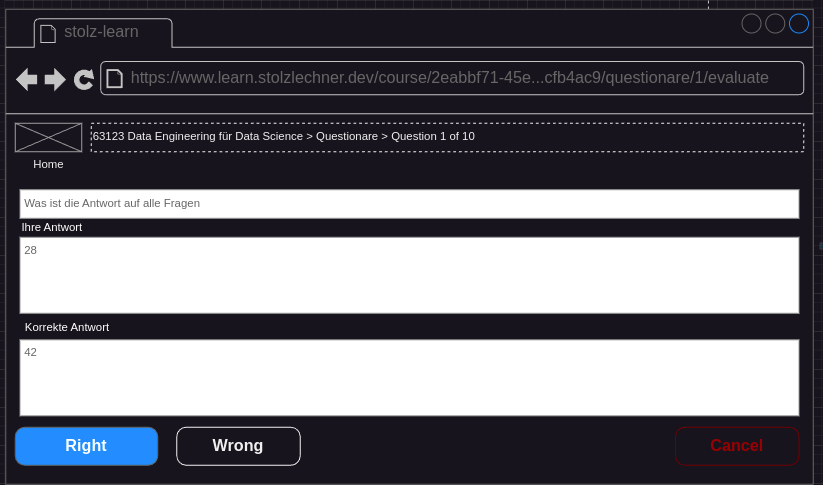 stolz-learn
https://www.learn.stolzlechner.dev/course/2eabbf71-45e...cfb4ac9/questionare/1/evaluate
63123 Data Engineering für Data Science > Questionare > Question 1 of 10
Home
Was ist die Antwort auf alle Fragen
Ihre Antwort
28
Korrekte Antwort
42
Right Wrong Cancel